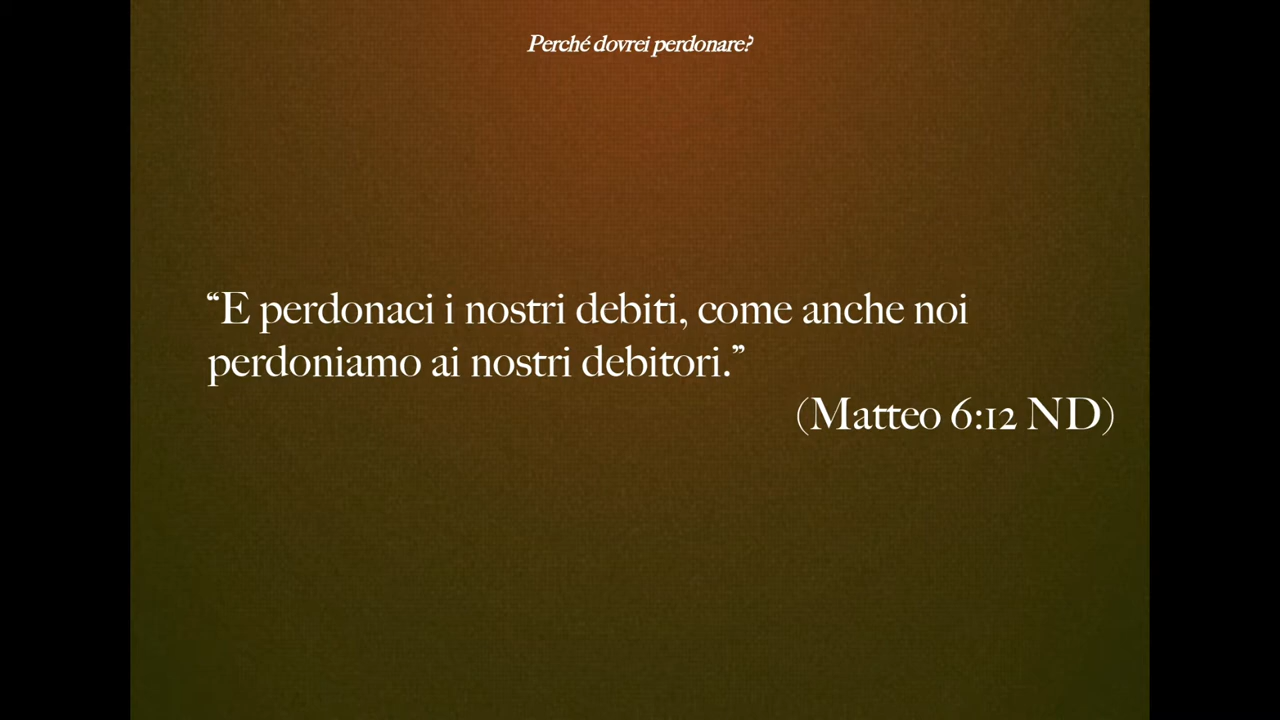 Perché dovrei perdonare?
“E perdonaci i nostri debiti, come anche noi
perdoniamo ai nostri debitori.”
(Matteo 6:12 ND)